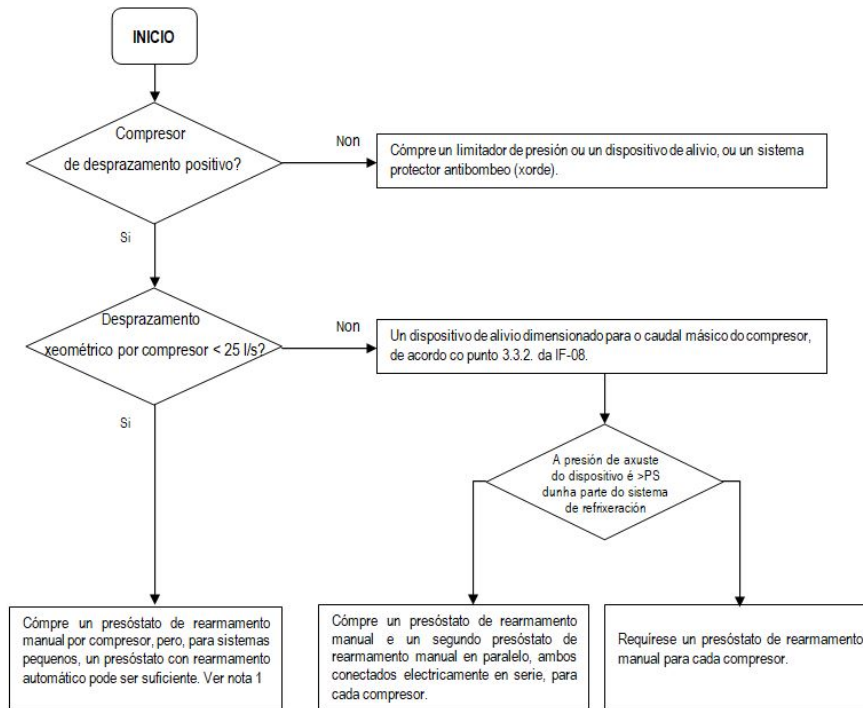 INICIO
Compresor
de desprazamento positivo?
Non
Cómpre un limitador de presión ou un dispositivo de alivio, ou un sistema
protector antibombeo (xorde).
Si
Desprazamento
xeométrico por compresor < 25 l/s?
Non
Un dispositivo de alivio dimensionado para o caudal másico do compresor,
de acordo co punto 3.3.2. da IF-08.
Si
A presión de axuste
do dispositivo é >PS
dunha parte do sistema
de refrixeración
Cómpre un presóstato de rearmamento
manual por compresor, pero, para sistemas
pequenos, un presóstato con rearmamento
automático pode ser suficiente. Ver nota 1
Cómpre un presóstato de rearmamento
manual e un segundo presóstato de
rearmamento manual en paralelo, ambos
conectados electricamente en serie, para
cada compresor.
Requírese un presóstato de rearmamento
manual para cada compresor.